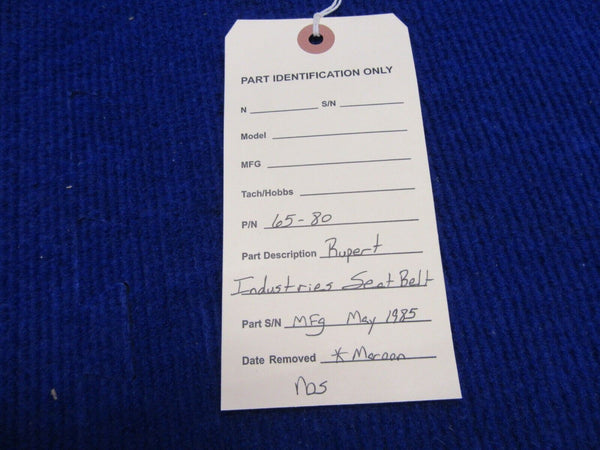 PART IDENTIFICATION ONLY
N S/N
Model
MFG
Tach/Hobbs
P/N 65-80
Part Description Rupert
Industries Seat Belt
Part S/N MFg May 1985
Date Removed * Maroon
NOS